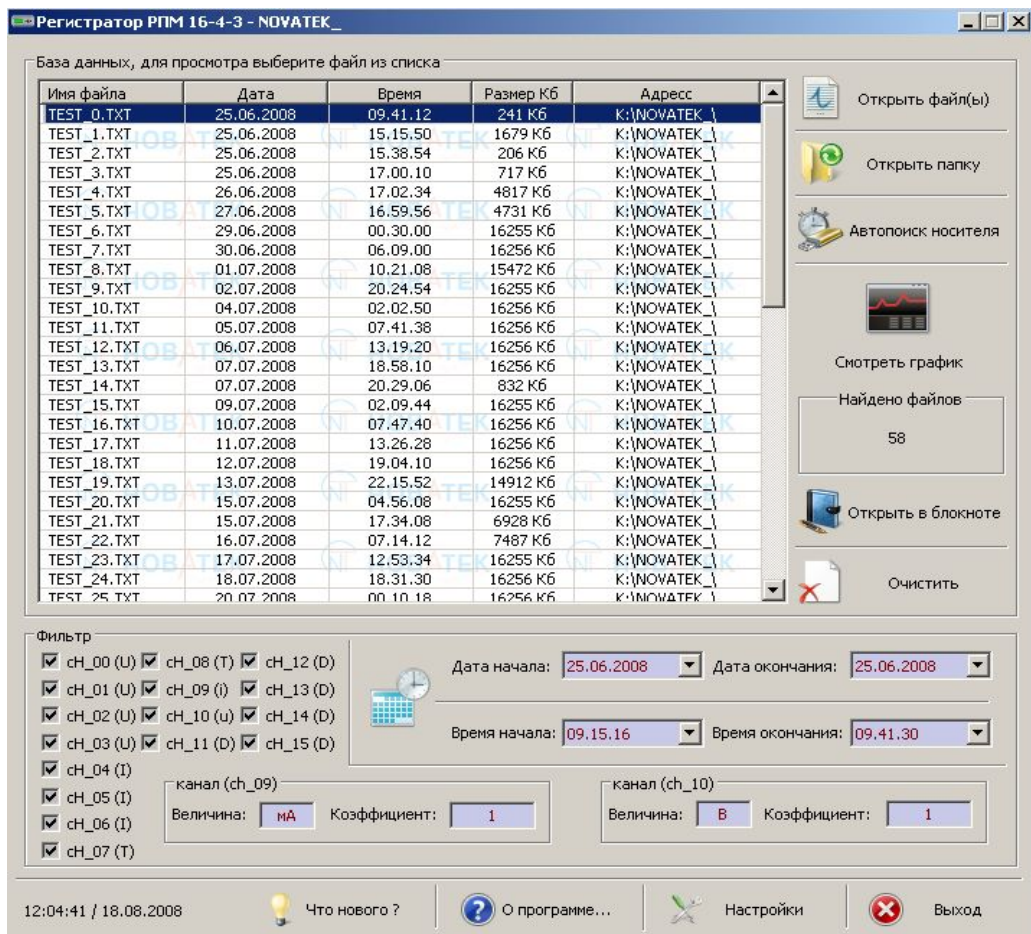 Регистратор РПМ 16-4-3 - NOVATEK_
База данных, для просмотра выберите файл из списка
Имя файла Дата Время Размер Кб Адресс
TEST_0.TXT 25.06.2008 09.41.12 241 Кб K:\NOVATEK_\
TEST_1.TXT 25.06.2008 15.15.50 1679 Кб K:\NOVATEK_\
TEST_2.TXT 25.06.2008 15.38.54 206 Кб K:\NOVATEK_\
TEST_3.TXT 25.06.2008 17.00.10 717 Кб K:\NOVATEK_\
TEST_4.TXT 26.06.2008 17.02.34 4817 Кб K:\NOVATEK_\
TEST_5.TXT 27.06.2008 16.59.56 4731 Кб K:\NOVATEK_\
TEST_6.TXT 29.06.2008 00.30.00 16255 Кб K:\NOVATEK_\
TEST_7.TXT 30.06.2008 06.09.00 16256 Кб K:\NOVATEK_\
TEST_8.TXT 01.07.2008 10.21.08 15472 Кб K:\NOVATEK_\
TEST_9.TXT 02.07.2008 20.24.54 16255 Кб K:\NOVATEK_\
TEST_10.TXT 04.07.2008 02.02.50 16256 Кб K:\NOVATEK_\
TEST_11.TXT 05.07.2008 07.41.38 16256 Кб K:\NOVATEK_\
TEST_12.TXT 06.07.2008 13.19.20 16256 Кб K:\NOVATEK_\
TEST_13.TXT 07.07.2008 18.58.10 16256 Кб K:\NOVATEK_\
TEST_14.TXT 07.07.2008 20.29.06 832 Кб K:\NOVATEK_\
TEST_15.TXT 09.07.2008 02.09.44 16255 Кб K:\NOVATEK_\
TEST_16.TXT 10.07.2008 07.47.40 16256 Кб K:\NOVATEK_\
TEST_17.TXT 11.07.2008 13.26.28 16256 Кб K:\NOVATEK_\
TEST_18.TXT 12.07.2008 19.04.10 16256 Кб K:\NOVATEK_\
TEST_19.TXT 13.07.2008 22.15.52 14912 Кб K:\NOVATEK_\
TEST_20.TXT 15.07.2008 04.56.08 16255 Кб K:\NOVATEK_\
TEST_21.TXT 15.07.2008 17.34.08 6928 Кб K:\NOVATEK_\
TEST_22.TXT 16.07.2008 07.14.12 7487 Кб K:\NOVATEK_\
TEST_23.TXT 17.07.2008 12.53.34 16255 Кб K:\NOVATEK_\
TEST_24.TXT 18.07.2008 18.31.30 16256 Кб K:\NOVATEK_\
TEST_25.TXT 20.07.2008 00.10.18 16256 Кб K:\NOVATEK_\
Открыть файл(ы)
Открыть папку
Автопоиск носителя
Смотреть график
Найдено файлов
58
Открыть в блокноте
Очистить
Фильтр
cH_00 (U) cH_08 (T) cH_12 (D)
cH_01 (U) cH_09 (i) cH_13 (D)
cH_02 (U) cH_10 (u) cH_14 (D)
cH_03 (U) cH_11 (D) cH_15 (D)
cH_04 (I)
cH_05 (I)
cH_06 (I)
cH_07 (T)
Дата начала: 25.06.2008 Дата окончания: 25.06.2008
Время начала: 09.15.16 Время окончания: 09.41.30
канал (ch_09)
Величина: мА Коэффициент: 1
канал (ch_10)
Величина: В Коэффициент: 1
12:04:41 / 18.08.2008 Что нового ? О программе... Настройки Выход